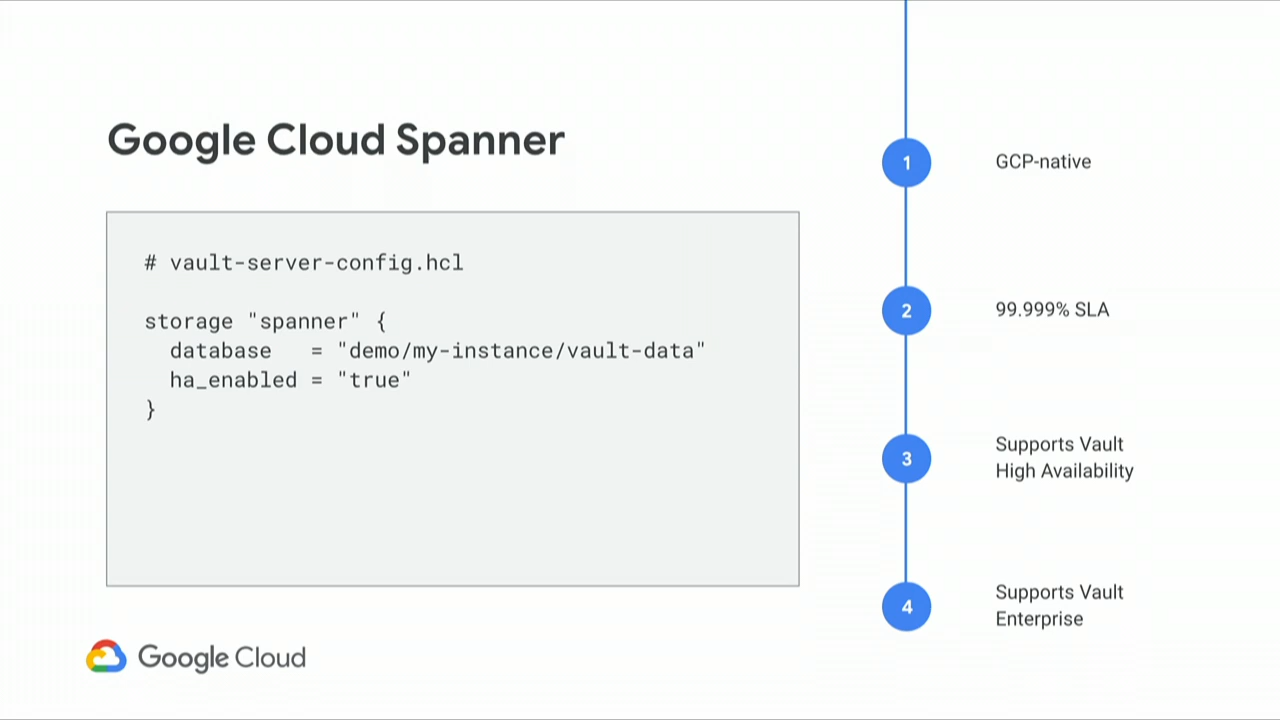 Google Cloud Spanner
# vault-server-config.hcl
storage "spanner" {
  database   = "demo/my-instance/vault-data"
  ha_enabled = "true"
}
1
GCP-native
2
99.999% SLA
3
Supports Vault
High Availability
4
Supports Vault
Enterprise
Google Cloud